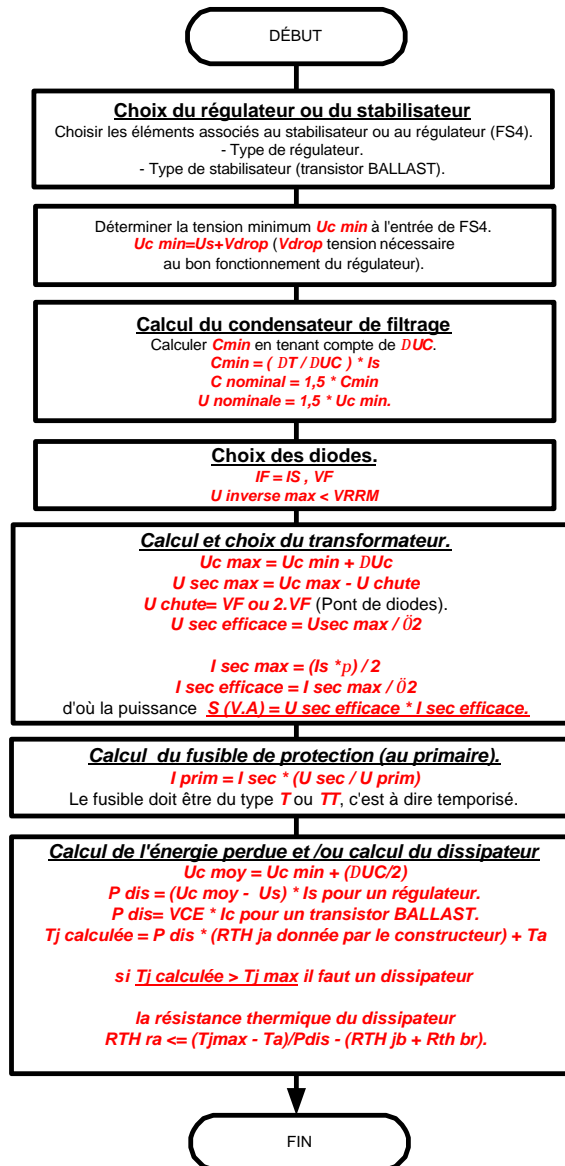 DÉBUT
Choix du régulateur ou du stabilisateur
Choisir les éléments associés au stabilisateur ou au régulateur (FS4).
- Type de régulateur.
- Type de stabilisateur (transistor BALLAST).
Déterminer la tension minimum Uc min à l'entrée de FS4.
Uc min=Us+Vdrop (Vdrop tension nécessaire
au bon fonctionnement du régulateur).
Calcul du condensateur de filtrage
Calculer Cmin en tenant compte de DUC.
Cmin = ( DT / DUC ) * Is
C nominal = 1,5 * Cmin
U nominale = 1,5 * Uc min.
Choix des diodes.
IF = IS , VF
U inverse max < VRRM
Calcul et choix du transformateur.
Uc max = Uc min + DUc
U sec max = Uc max - U chute
U chute= VF ou 2.VF (Pont de diodes).
U sec efficace = Usec max / Ö2
I sec max = (Is *p) / 2
I sec efficace = I sec max / Ö2
d'où la puissance S (V.A) = U sec efficace * I sec efficace.
Calcul du fusible de protection (au primaire).
I prim = I sec * (U sec / U prim)
Le fusible doit être du type T ou TT, c'est à dire temporisé.
Calcul de l'énergie perdue et /ou calcul du dissipateur
Uc moy = Uc min + (DUC/2)
P dis = (Uc moy - Us) * Is pour un régulateur.
P dis= VCE * Ic pour un transistor BALLAST.
Tj calculée = P dis * (RTH ja donnée par le constructeur) + Ta
si Tj calculée > Tj max il faut un dissipateur
la résistance thermique du dissipateur
RTH ra <= (Tjmax - Ta)/Pdis - (RTH jb + Rth br).
FIN